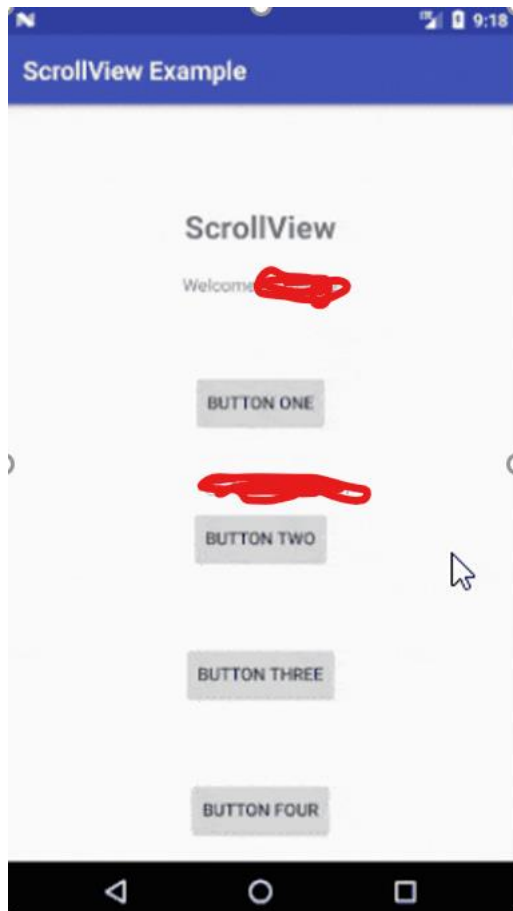 9:18
ScrollView Example
ScrollView
Welcome
BUTTON ONE
BUTTON TWO
BUTTON THREE
BUTTON FOUR